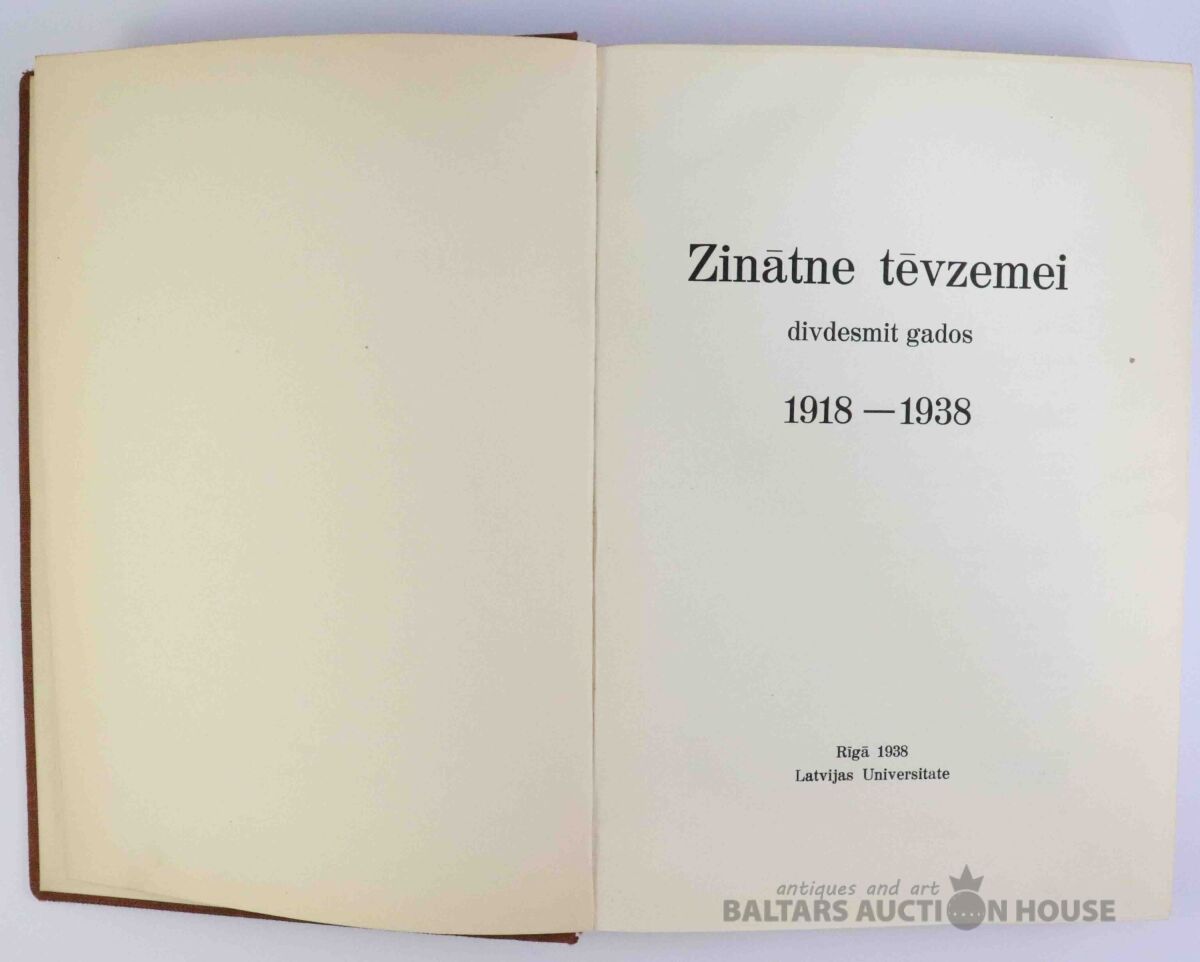 Zinātne tēvzemei
divdesmit gados
1918 — 1938
Rīgā 1938
Latvijas Universitate
antiques and art
BALTARS AUCTION HOUSE